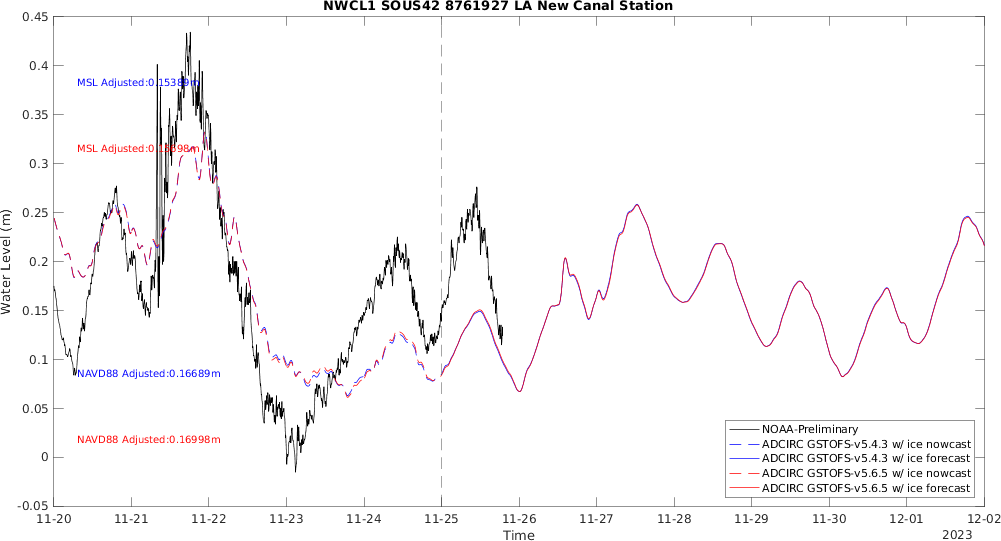 NWCL1 SOUS42 8761927 LA New Canal Station
0.45
0.4
0.35
0.3
0.25
0.2
0.15
0.1
0.05
0
-0.05
Water Level (m)
MSL Adjusted:0.15389m
MSL Adjusted:
NAVD88 Adjusted:0.16689m
NAVD88 Adjusted:0.16998m
NOAA-Preliminary
ADCIRC GSTOFS-v5.4.3 w/ ice nowcast
ADCIRC GSTOFS-v5.4.3 w/ ice forecast
ADCIRC GSTOFS-v5.6.5 w/ ice nowcast
ADCIRC GSTOFS-v5.6.5 w/ ice forecast
11-20 11-21 11-22 11-23 11-24 11-25 11-26 11-27 11-28 11-29 11-30 12-01 12-02
Time
2023